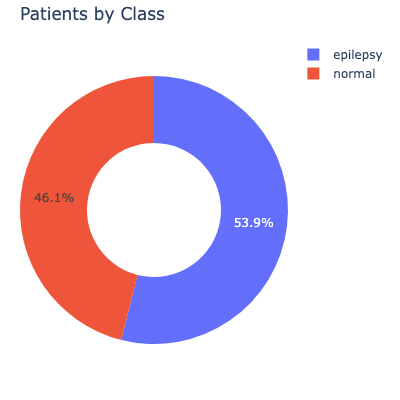 Patients by Class
epilepsy
normal
46.1%
53.9%